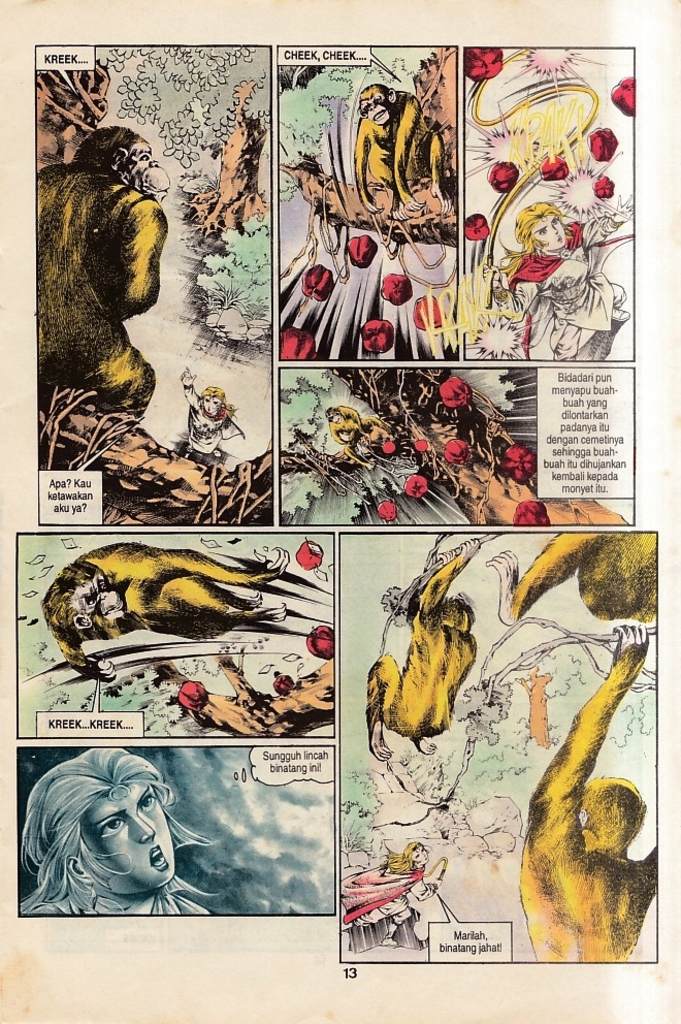 KREEK....
Apa? Kau
ketawakan
aku ya?
CHEEK, CHEEK....
KRAK!
KRAK!
Bidadari pun
menyapu buah-
buah yang
dilontarkan
padanya itu
dengan cemetinya
sehingga buah-
buah itu dihujankan
kembali kepada
monyet itu.
KREEK...KREEK....
Sungguh lincah
binatang ini!
Marilah,
binatang jahat!
13